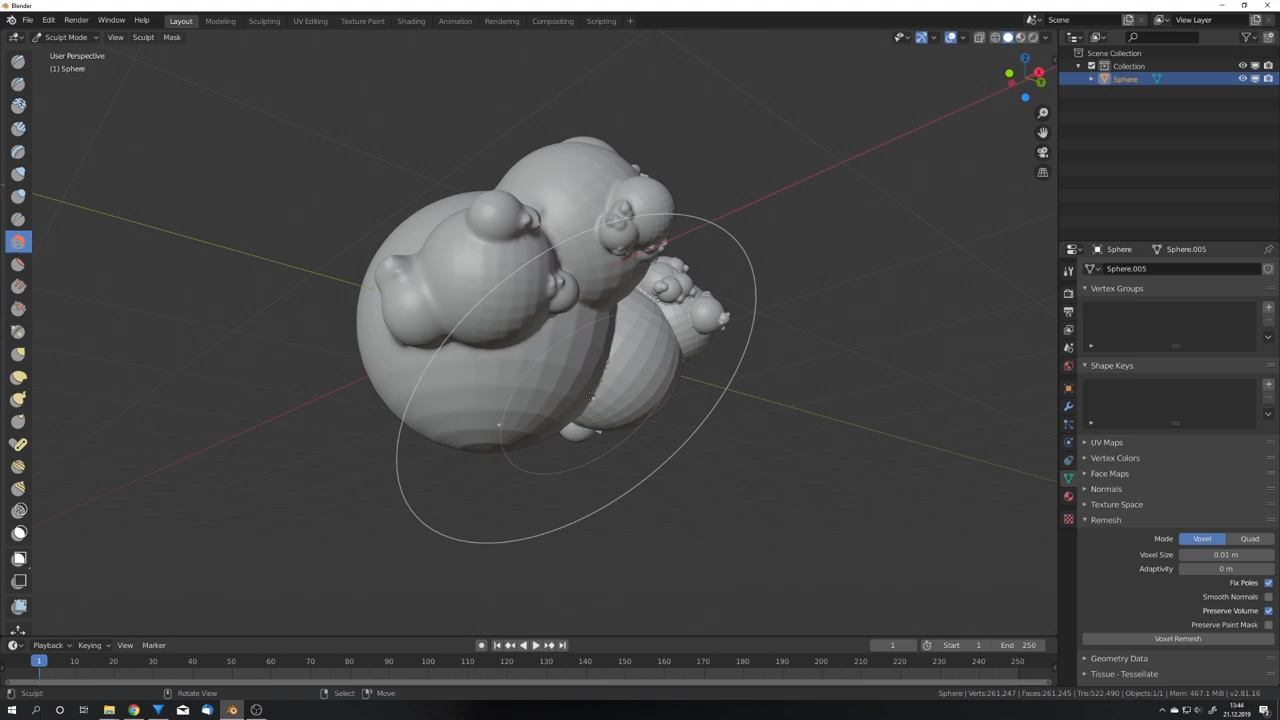 Blender
File Edit Render Window Help Layout Modeling Sculpting UV Editing Texture Paint Shading Animation Rendering Compositing Scripting + Scene View Layer
Sculpt Mode View Sculpt Mask
User Perspective
(1) Sphere
X
Y
Z
Scene Collection
Collection
Sphere
Sphere Sphere.005
Sphere.005
Vertex Groups
Shape Keys
UV Maps
Vertex Colors
Face Maps
Normals
Texture Space
Remesh
Mode Voxel Quad
Voxel Size 0.01 m
Adaptivity 0 m
Fix Poles
Smooth Normals
Preserve Volume
Preserve Paint Mask
Voxel Remesh
Geometry Data
Tissue - Tessellate
Playback Keying View Marker 1 Start 1 End 250
1 10 20 30 40 50 60 70 80 90 100 110 120 130 140 150 160 170 180 190 200 210 220 230 240 250
Sculpt Rotate View Select Move Sphere | Verts:261,247 | Faces:261,245 | Tris:522,490 | Objects:1/1 | Mem: 467.1 MiB | v2.81.16
13:44
21.12.2019